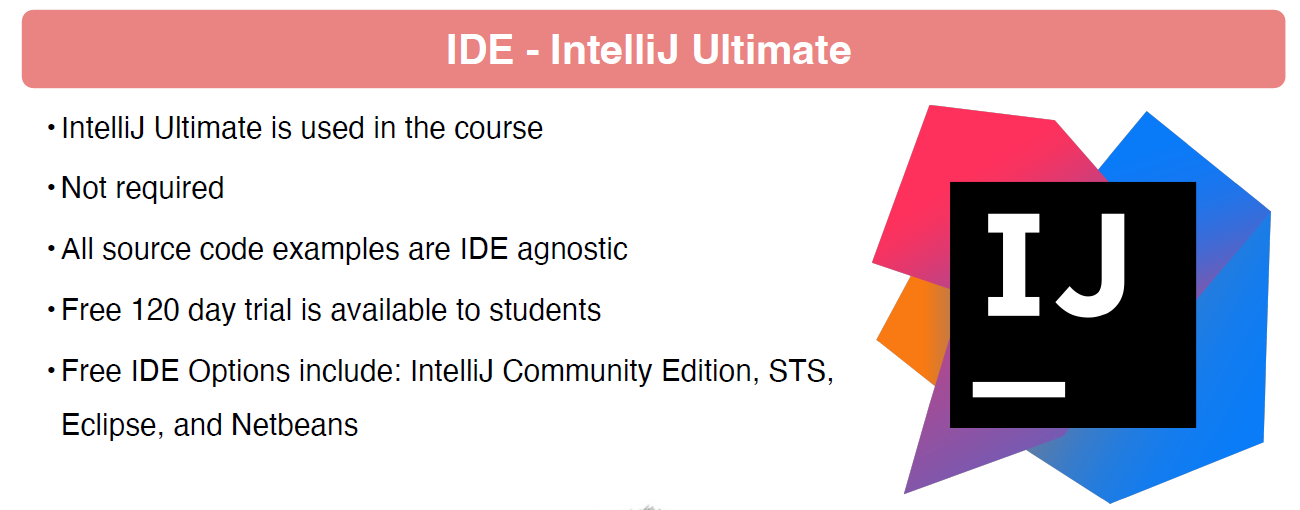 IDE - IntelliJ Ultimate
• IntelliJ Ultimate is used in the course
• Not required
• All source code examples are IDE agnostic
• Free 120 day trial is available to students
• Free IDE Options include: IntelliJ Community Edition, STS,
Eclipse, and Netbeans
IJ